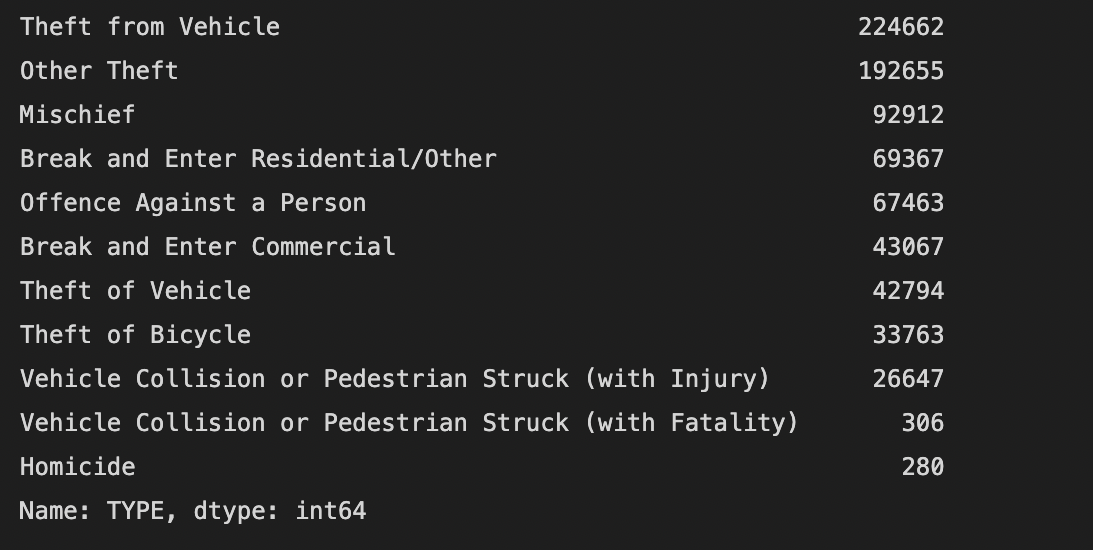 Theft from Vehicle 224662
Other Theft 192655
Mischief 92912
Break and Enter Residential/Other 69367
Offence Against a Person 67463
Break and Enter Commercial 43067
Theft of Vehicle 42794
Theft of Bicycle 33763
Vehicle Collision or Pedestrian Struck (with Injury) 26647
Vehicle Collision or Pedestrian Struck (with Fatality) 306
Homicide 280
Name: TYPE, dtype: int64